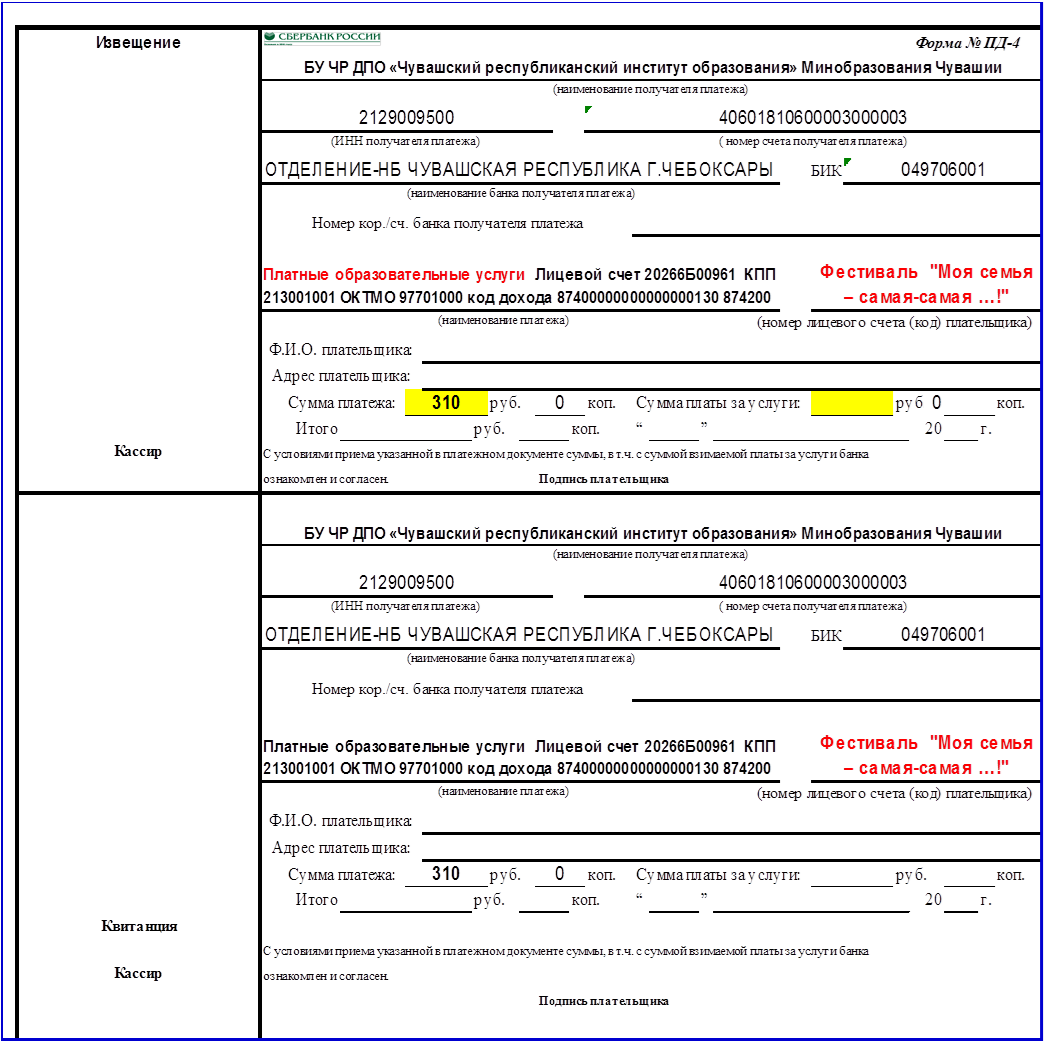 Извещение
СБЕРБАНК РОССИИ
Форма № ПД-4
БУ ЧР ДПО «Чувашский республиканский институт образования» Минобразования Чувашии
(наименование получателя платежа)
2129009500 40601810600003000003
(ИНН получателя платежа) ( номер счета получателя платежа)
ОТДЕЛЕНИЕ-НБ ЧУВАШСКАЯ РЕСПУБЛИКА Г.ЧЕБОКСАРЫ БИК 049706001
(наименование банка получателя платежа)
Номер кор./сч. банка получателя платежа
Платные образовательные услуги Лицевой счет 20266Б00961 КПП Фестиваль "Моя семья
213001001 ОКТМО 97701000 код дохода 87400000000000000130 874200 – самая-самая ...!"
(наименование платежа) (номер лицевого счета (код) плательщика)
Ф.И.О. плательщика:
Адрес плательщика:
Сумма платежа: 310 руб. 0 коп. Сумма платы за услуги: руб 0 коп.
Итого руб. коп. “ ” 20 г.
Кассир
С условиями приема указанной в платежном документе суммы, в т.ч. с суммой взимаемой платы за услуги банка
ознакомлен и согласен. Подпись плательщика
БУ ЧР ДПО «Чувашский республиканский институт образования» Минобразования Чувашии
(наименование получателя платежа)
2129009500 40601810600003000003
(ИНН получателя платежа) ( номер счета получателя платежа)
ОТДЕЛЕНИЕ-НБ ЧУВАШСКАЯ РЕСПУБЛИКА Г.ЧЕБОКСАРЫ БИК 049706001
(наименование банка получателя платежа)
Номер кор./сч. банка получателя платежа
Платные образовательные услуги Лицевой счет 20266Б00961 КПП Фестиваль "Моя семья
213001001 ОКТМО 97701000 код дохода 87400000000000000130 874200 – самая-самая ...!"
(наименование платежа) (номер лицевого счета (код) плательщика)
Ф.И.О. плательщика:
Адрес плательщика:
Сумма платежа: 310 руб. 0 коп. Сумма платы за услуги: руб. коп.
Итого руб. коп. “ ” 20 г.
Квитанция
С условиями приема указанной в платежном документе суммы, в т.ч. с суммой взимаемой платы за услуги банка
Кассир
ознакомлен и согласен.
Подпись плательщика